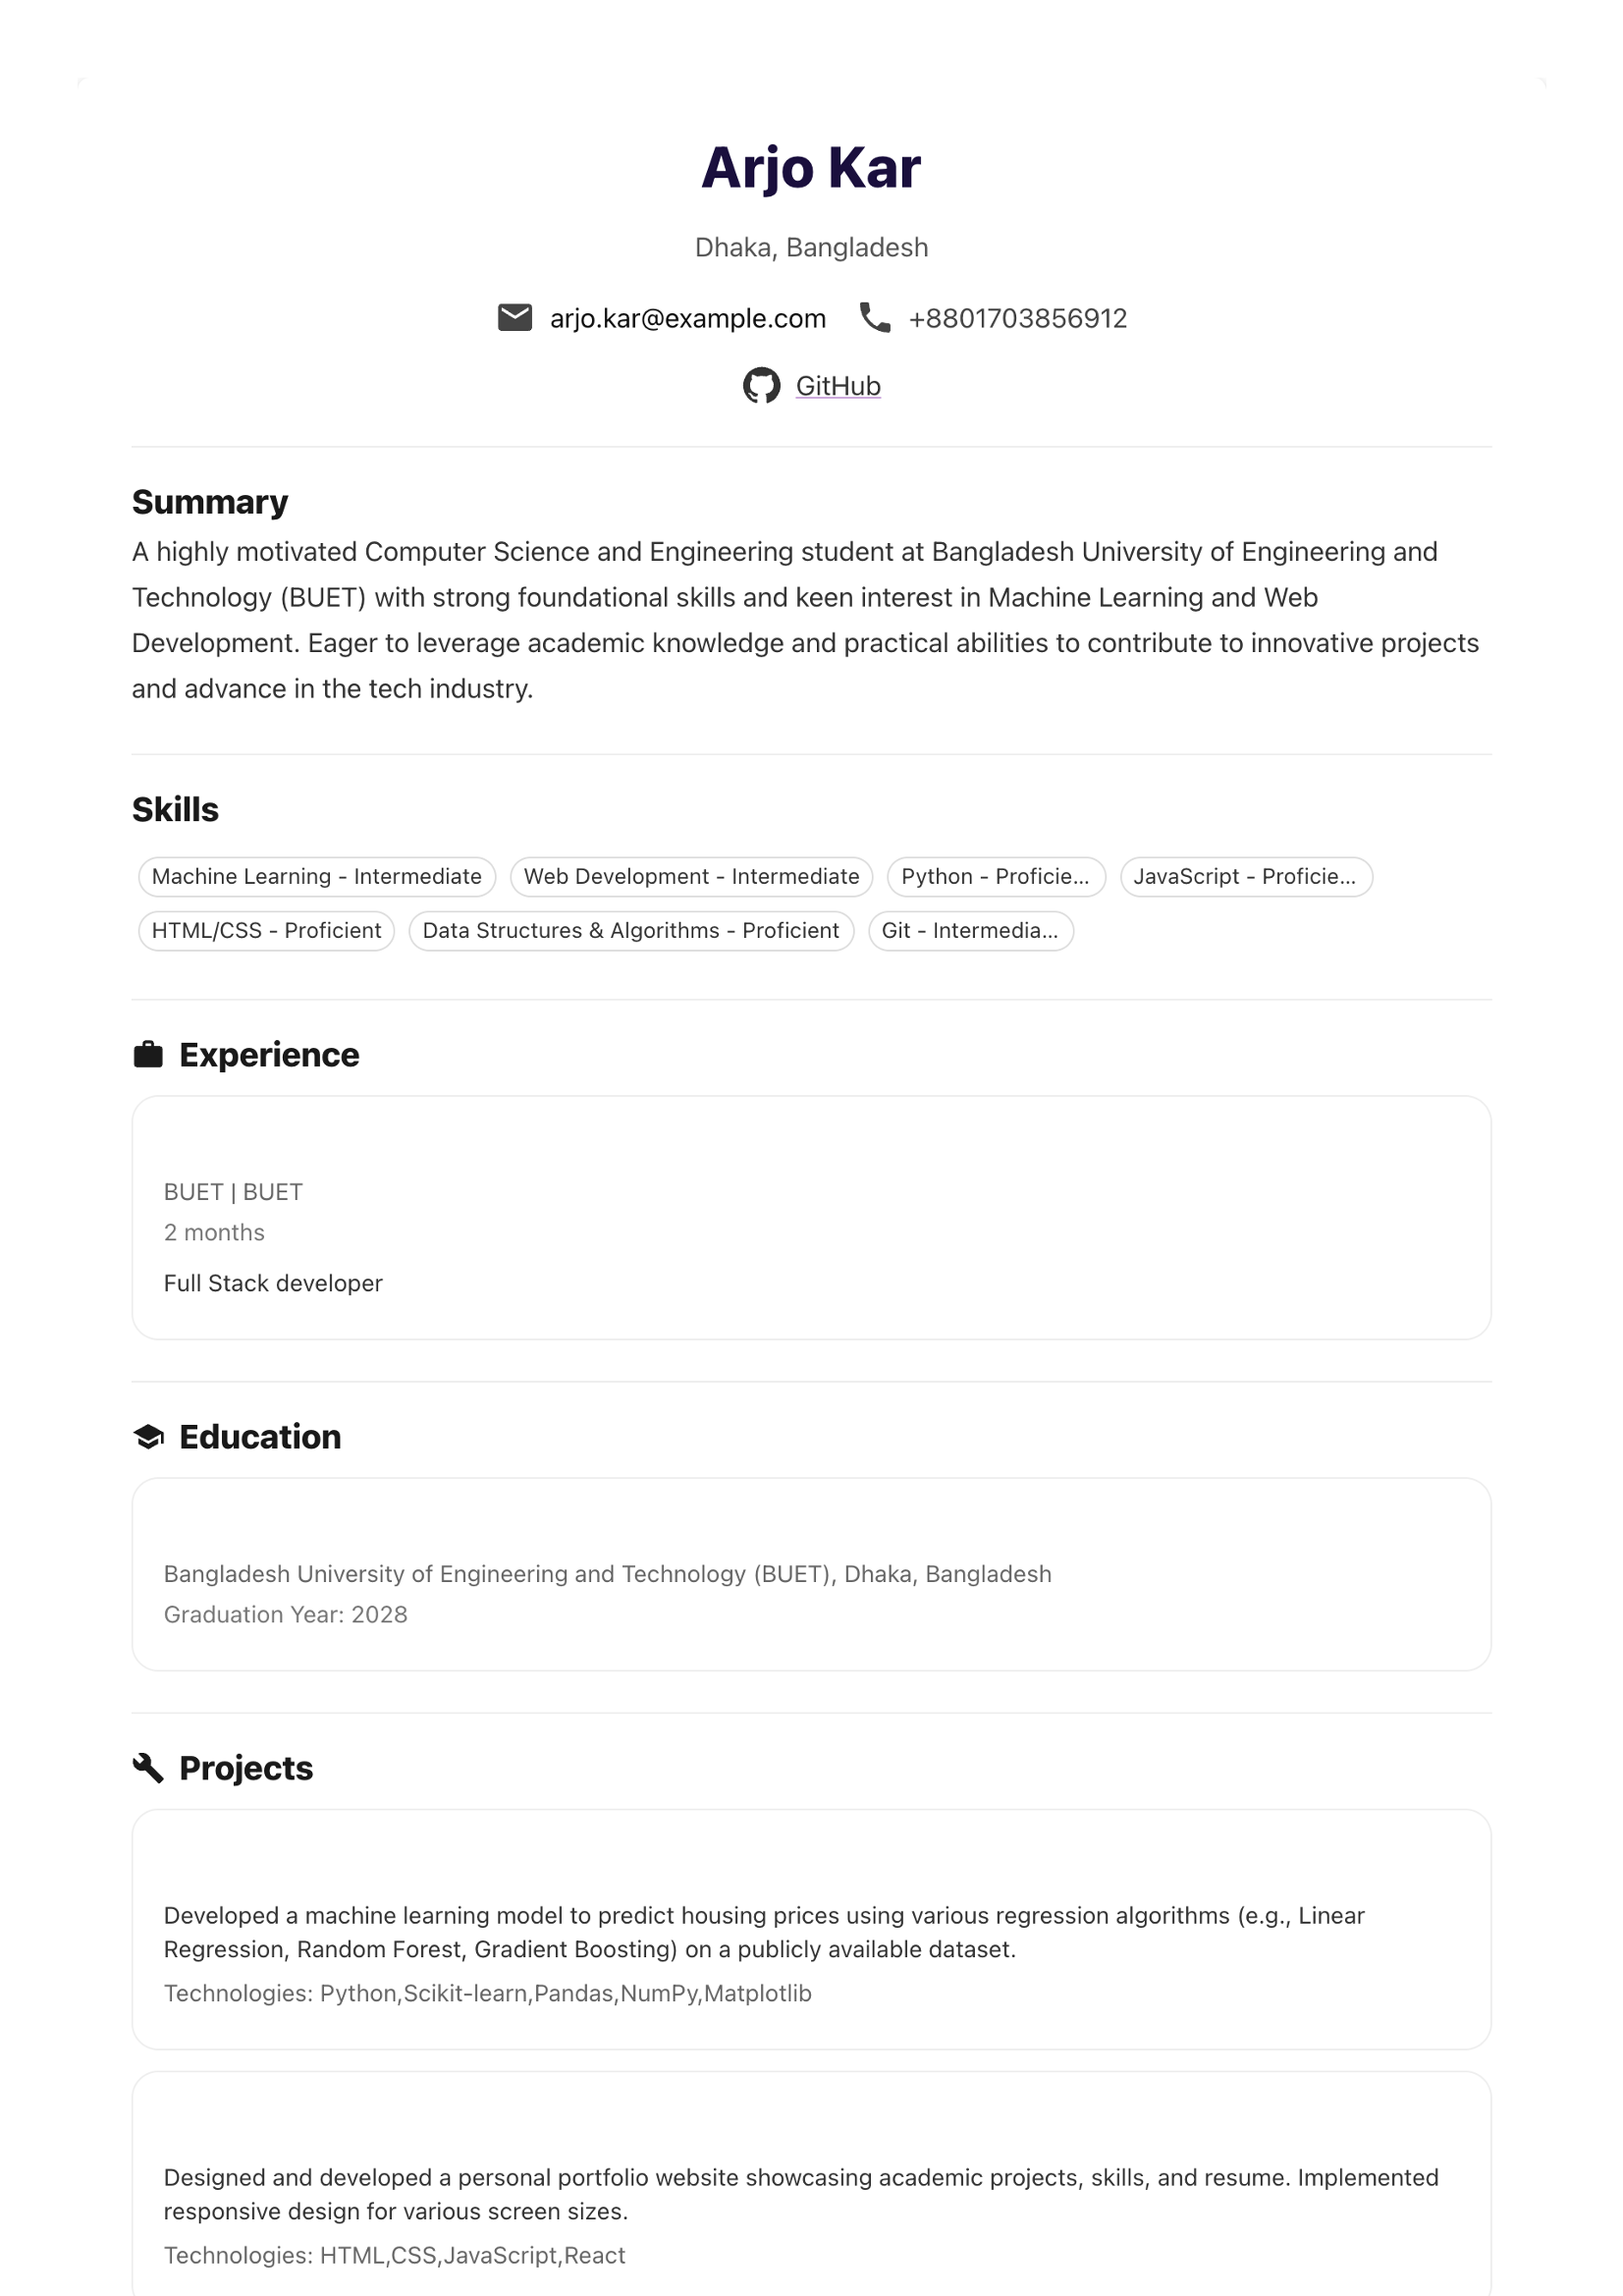 Arjo Kar
Dhaka, Bangladesh
arjo.kar@example.com +8801703856912
GitHub
Summary
A highly motivated Computer Science and Engineering student at Bangladesh University of Engineering and
Technology (BUET) with strong foundational skills and keen interest in Machine Learning and Web
Development. Eager to leverage academic knowledge and practical abilities to contribute to innovative projects
and advance in the tech industry.
Skills
Machine Learning - Intermediate Web Development - Intermediate Python - Proficie... JavaScript - Proficie...
HTML/CSS - Proficient Data Structures & Algorithms - Proficient Git - Intermedia...
Experience
BUET | BUET
2 months
Full Stack developer
Education
Bangladesh University of Engineering and Technology (BUET), Dhaka, Bangladesh
Graduation Year: 2028
Projects
Developed a machine learning model to predict housing prices using various regression algorithms (e.g., Linear
Regression, Random Forest, Gradient Boosting) on a publicly available dataset.
Technologies: Python,Scikit-learn,Pandas,NumPy,Matplotlib
Designed and developed a personal portfolio website showcasing academic projects, skills, and resume. Implemented
responsive design for various screen sizes.
Technologies: HTML,CSS,JavaScript,React